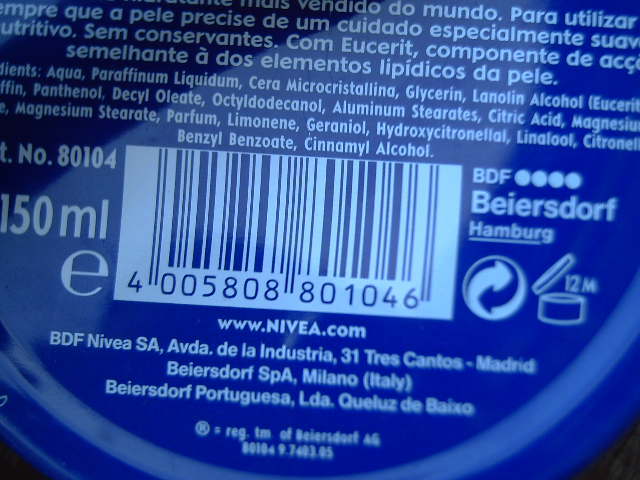 hidratante mais vendido do mundo. Para utilizar
empre que a pele precise de um cuidado especialmente suav
utritivo. Sem conservantes. Com Eucerit, componente de acçõ
semelhante à dos elementos lipídicos da pele.
dients: Aqua, Paraffinum Liquidum, Cera Microcristallina, Glycerin, Lanolin Alcohol (Eucerit
ffin, Panthenol, Decyl Oleate, Octyldodecanol, Aluminum Stearates, Citric Acid, Magnesiu
e, Magnesium Stearate, Parfum, Limonene, Geraniol, Hydroxycitronellal, Linalool, Citronel
Benzyl Benzoate, Cinnamyl Alcohol.
t. No. 80104
150 ml
e
4 005808 801046
BDF
Beiersdorf
Hamburg
12M
www.NIVEA.com
BDF Nivea SA, Avda. de la Industria, 31 Tres Cantos - Madrid
Beiersdorf SpA, Milano (Italy)
Beiersdorf Portuguesa, Lda. Queluz de Baixo
® = reg. tm. of Beiersdorf AG
80104 9.7403.05